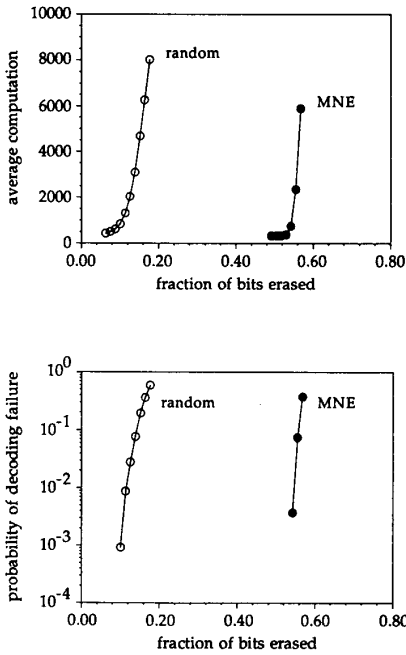 10000
8000
6000
4000
2000
0
average computation
random
MNE
0.00
0.20
0.40
0.60
0.80
fraction of bits erased
10^0
10^-1
10^-2
10^-3
10^-4
probability of decoding failure
random
MNE
0.00
0.20
0.40
0.60
0.80
fraction of bits erased